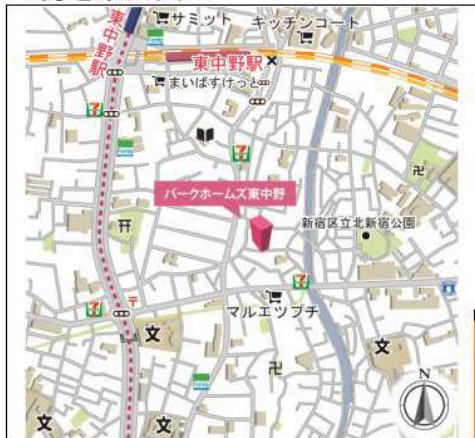 サミット
キッチンコート
東中野駅
東中野駅
まいばすけっと
パークホームズ東中野
新宿区立北新宿公園
マルエツプチ
文
文
文
文
N